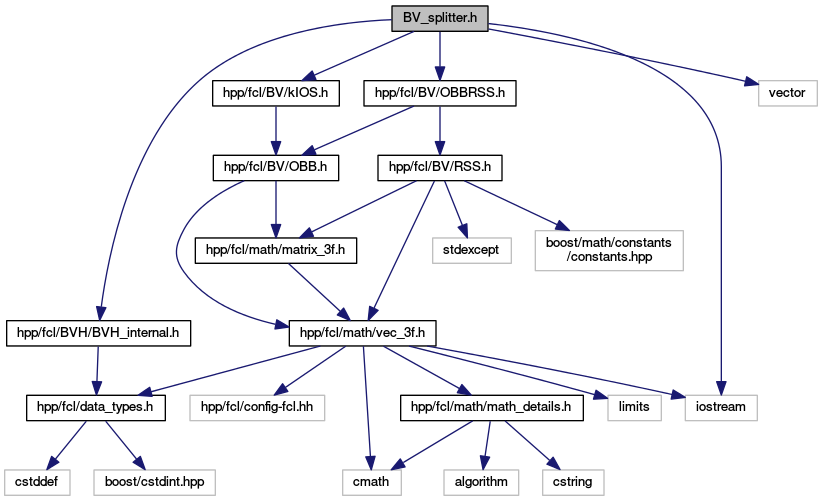 BV_splitter.h
hpp/fcl/BV/kIOS.h
hpp/fcl/BV/OBBRSS.h
vector
hpp/fcl/BV/OBB.h
hpp/fcl/BV/RSS.h
hpp/fcl/math/matrix_3f.h
stdexcept
boost/math/constants
/constants.hpp
hpp/fcl/BVH/BVH_internal.h
hpp/fcl/math/vec_3f.h
hpp/fcl/data_types.h
hpp/fcl/config-fcl.hh
hpp/fcl/math/math_details.h
limits
iostream
cstddef
boost/cstdint.hpp
cmath
algorithm
cstring